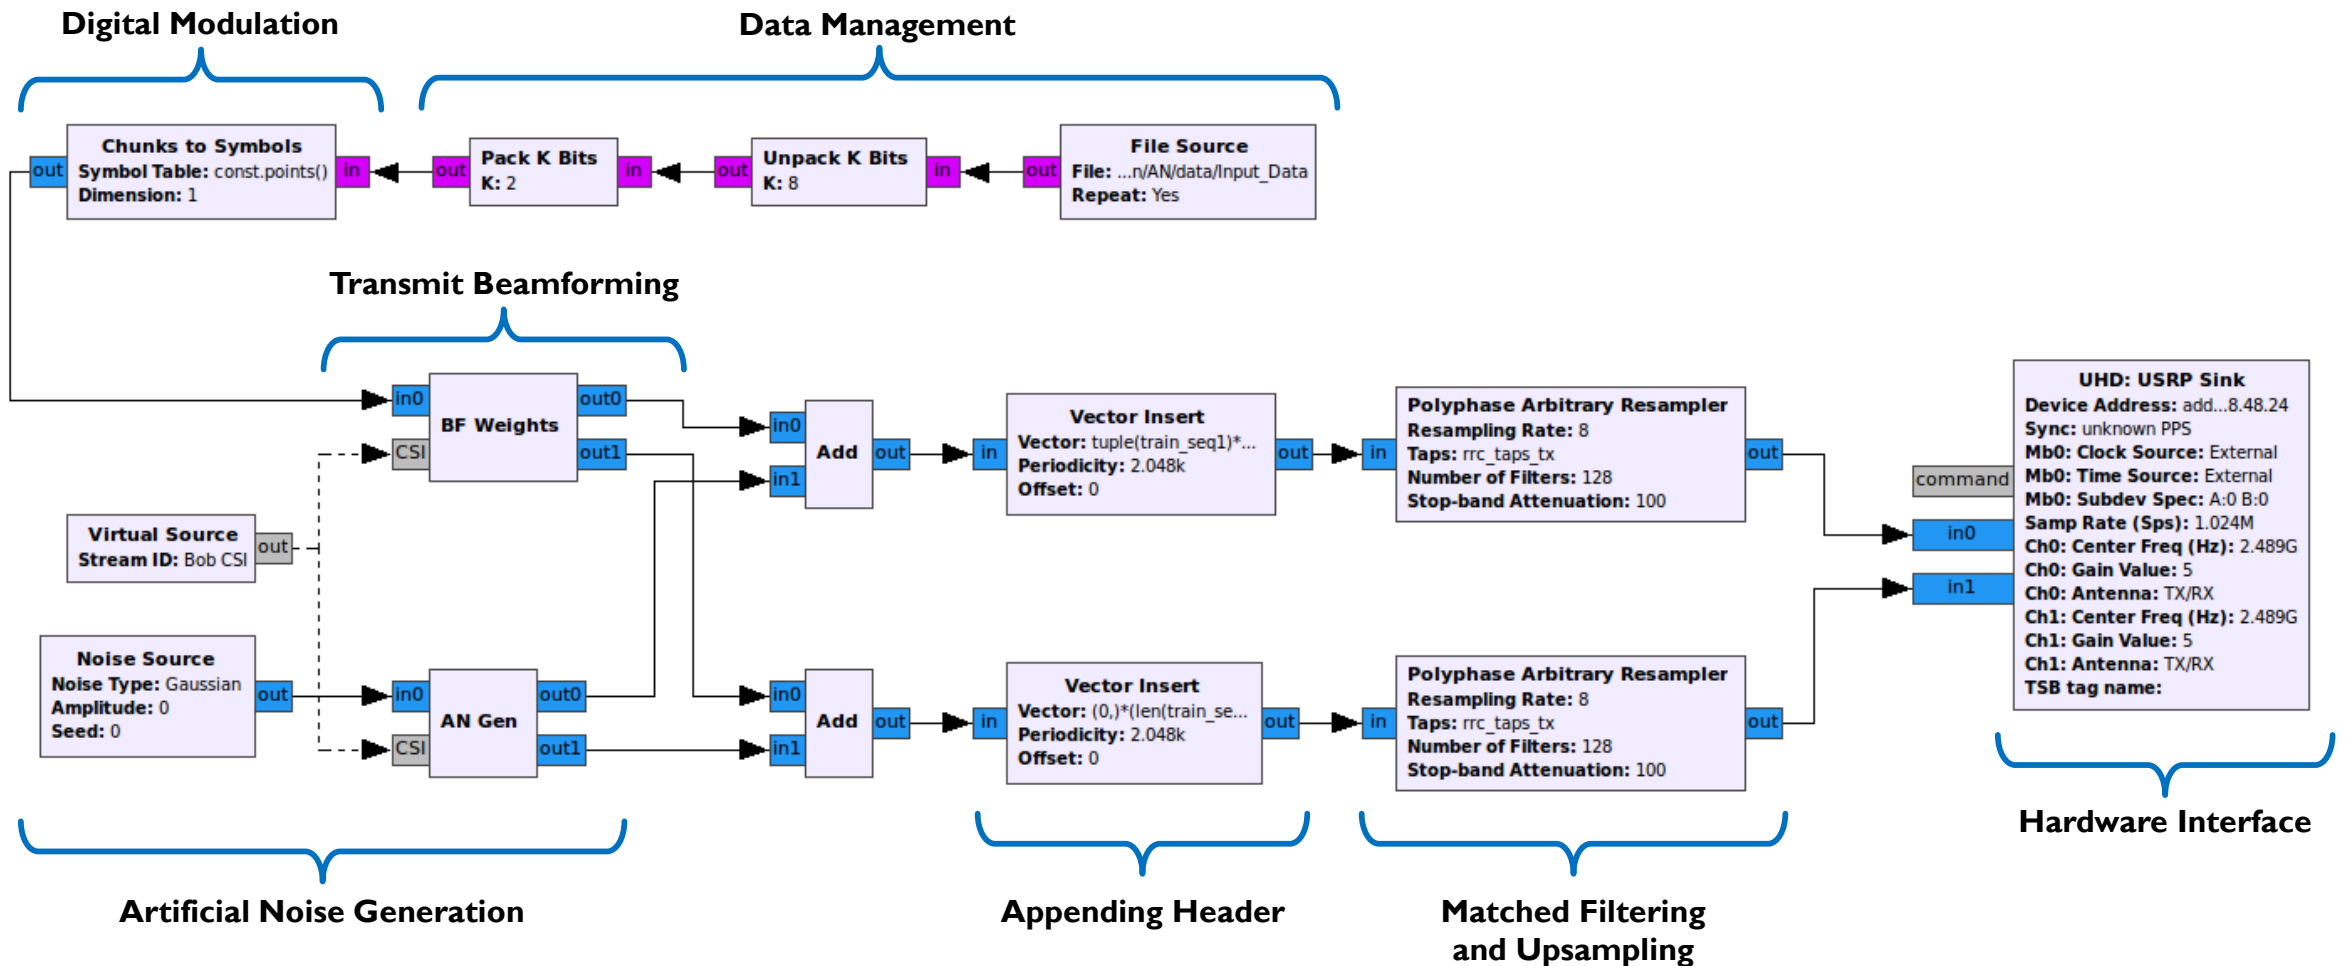 Digital Modulation
Data Management
out
Chunks to Symbols
Symbol Table: const.points()
Dimension: 1
in
out
Pack K Bits
K: 2
in
out
Unpack K Bits
K: 8
in
out
File Source
File: ...n/AN/data/Input_Data
Repeat: Yes
Transmit Beamforming
in0
CSI
BF Weights
out0
out1
Virtual Source
Stream ID: Bob CSI
out
Noise Source
Noise Type: Gaussian
Amplitude: 0
Seed: 0
out
in0
CSI
AN Gen
out0
out1
in0
in1
Add
out
in
Vector Insert
Vector: tuple(train_seq1)*...
Periodicity: 2.048k
Offset: 0
out
in
Polyphase Arbitrary Resampler
Resampling Rate: 8
Taps: rrc_taps_tx
Number of Filters: 128
Stop-band Attenuation: 100
out
in0
in1
Add
out
in
Vector Insert
Vector: (0,)*(len(train_se...
Periodicity: 2.048k
Offset: 0
out
in
Polyphase Arbitrary Resampler
Resampling Rate: 8
Taps: rrc_taps_tx
Number of Filters: 128
Stop-band Attenuation: 100
out
command
in0
in1
UHD: USRP Sink
Device Address: add...8.48.24
Sync: unknown PPS
Mb0: Clock Source: External
Mb0: Time Source: External
Mb0: Subdev Spec: A:0 B:0
Samp Rate (Sps): 1.024M
Ch0: Center Freq (Hz): 2.489G
Ch0: Gain Value: 5
Ch0: Antenna: TX/RX
Ch1: Center Freq (Hz): 2.489G
Ch1: Gain Value: 5
Ch1: Antenna: TX/RX
TSB tag name:
Artificial Noise Generation
Appending Header
Matched Filtering
and Upsampling
Hardware Interface